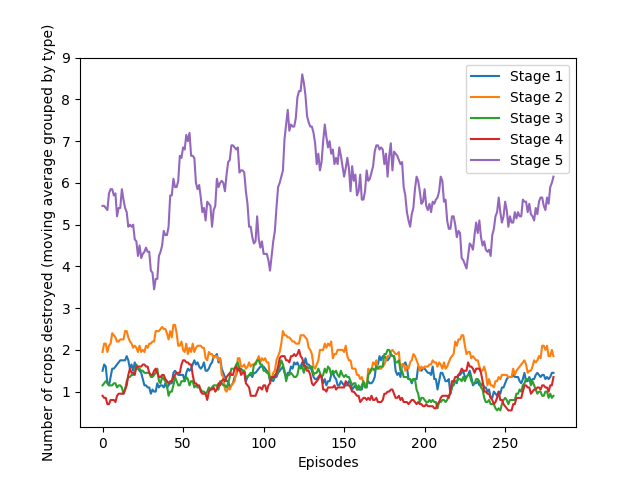 Number of crops destroyed (moving average grouped by type)
9
8
7
6
5
4
3
2
1
0 50 100 150 200 250
Episodes
Stage 1
Stage 2
Stage 3
Stage 4
Stage 5